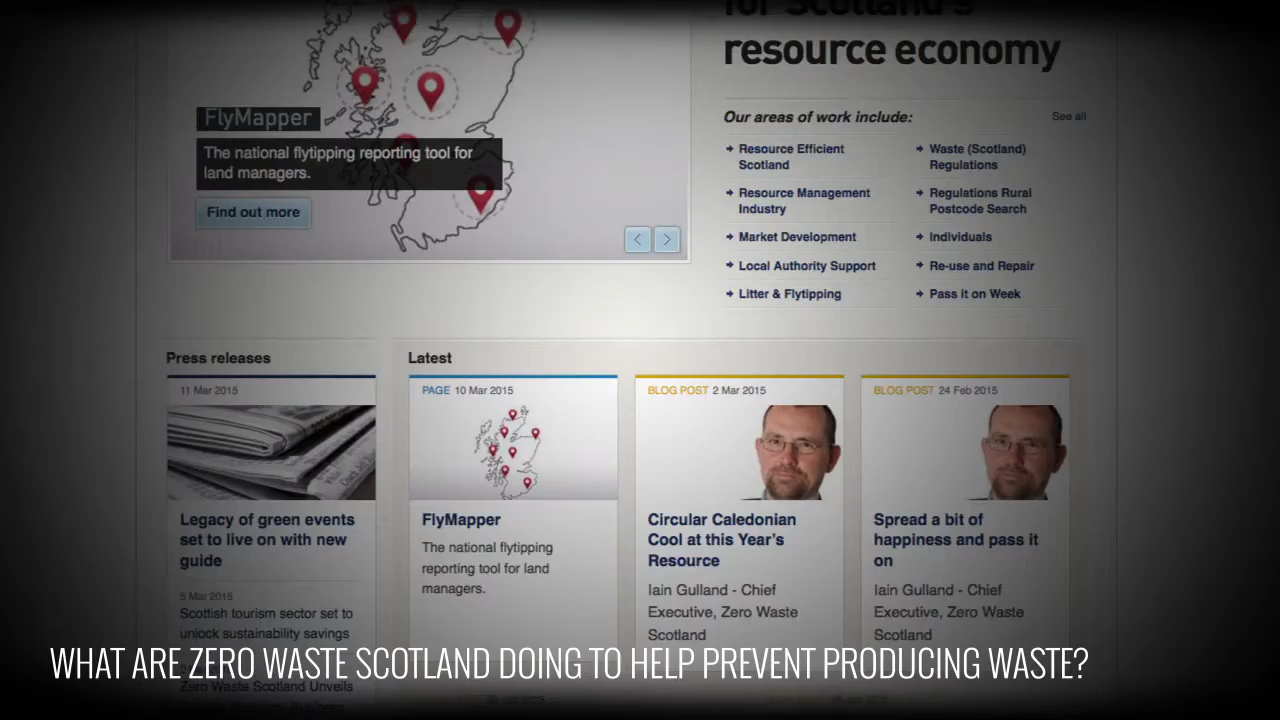 for Scotland's
resource economy
FlyMapper
The national flytipping reporting tool for
land managers.
Find out more
Our areas of work include:
See all
Resource Efficient
Scotland
Resource Management
Industry
Market Development
Local Authority Support
Litter & Flytipping
Waste (Scotland)
Regulations
Regulations Rural
Postcode Search
Individuals
Re-use and Repair
Pass it on Week
Press releases
11 Mar 2015
Legacy of green events
set to live on with new
guide
5 Mar 2015
Scottish tourism sector set to
unlock sustainability savings
Zero Waste Scotland Unveils
Latest
PAGE 10 Mar 2015
FlyMapper
The national flytipping
reporting tool for land
managers.
BLOG POST 2 Mar 2015
Circular Caledonian
Cool at this Year's
Resource
Iain Gulland - Chief
Executive, Zero Waste
Scotland
BLOG POST 24 Feb 2015
Spread a bit of
happiness and pass it
on
Iain Gulland - Chief
Executive, Zero Waste
Scotland
WHAT ARE ZERO WASTE SCOTLAND DOING TO HELP PREVENT PRODUCING WASTE?